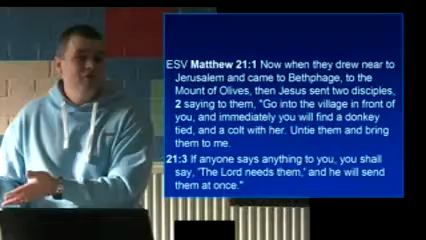 ESV Matthew 21:1 Now when they drew near to
Jerusalem and came to Bethphage, to the
Mount of Olives, then Jesus sent two disciples,
2 saying to them, "Go into the village in front of
you, and immediately you will find a donkey
tied, and a colt with her. Untie them and bring
them to me.
21:3 If anyone says anything to you, you shall
say, 'The Lord needs them,' and he will send
them at once."